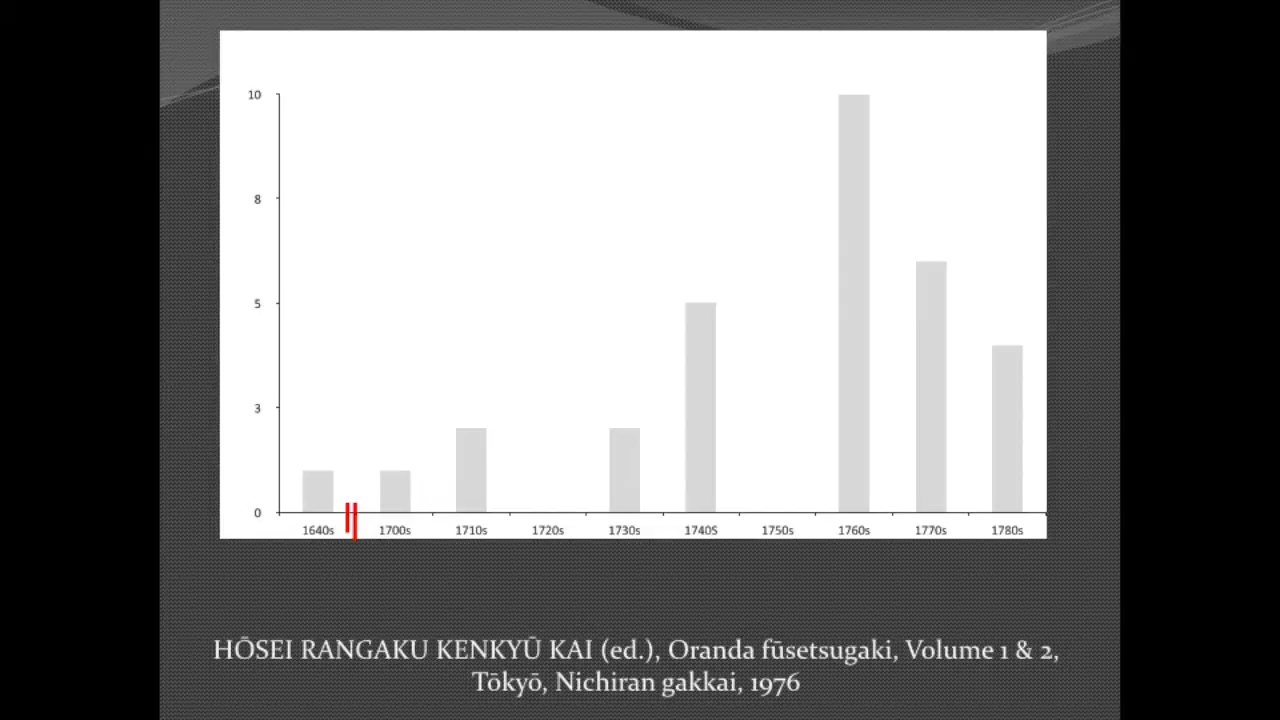 10
8
5
3
0
1640s 1700s 1710s 1720s 1730s 1740S 1750s 1760s 1770s 1780s
HŌSEI RANGAKU KENKYŪ KAI (ed.), Oranda fūsetsugaki, Volume 1 & 2,
Tōkyō, Nichiran gakkai, 1976